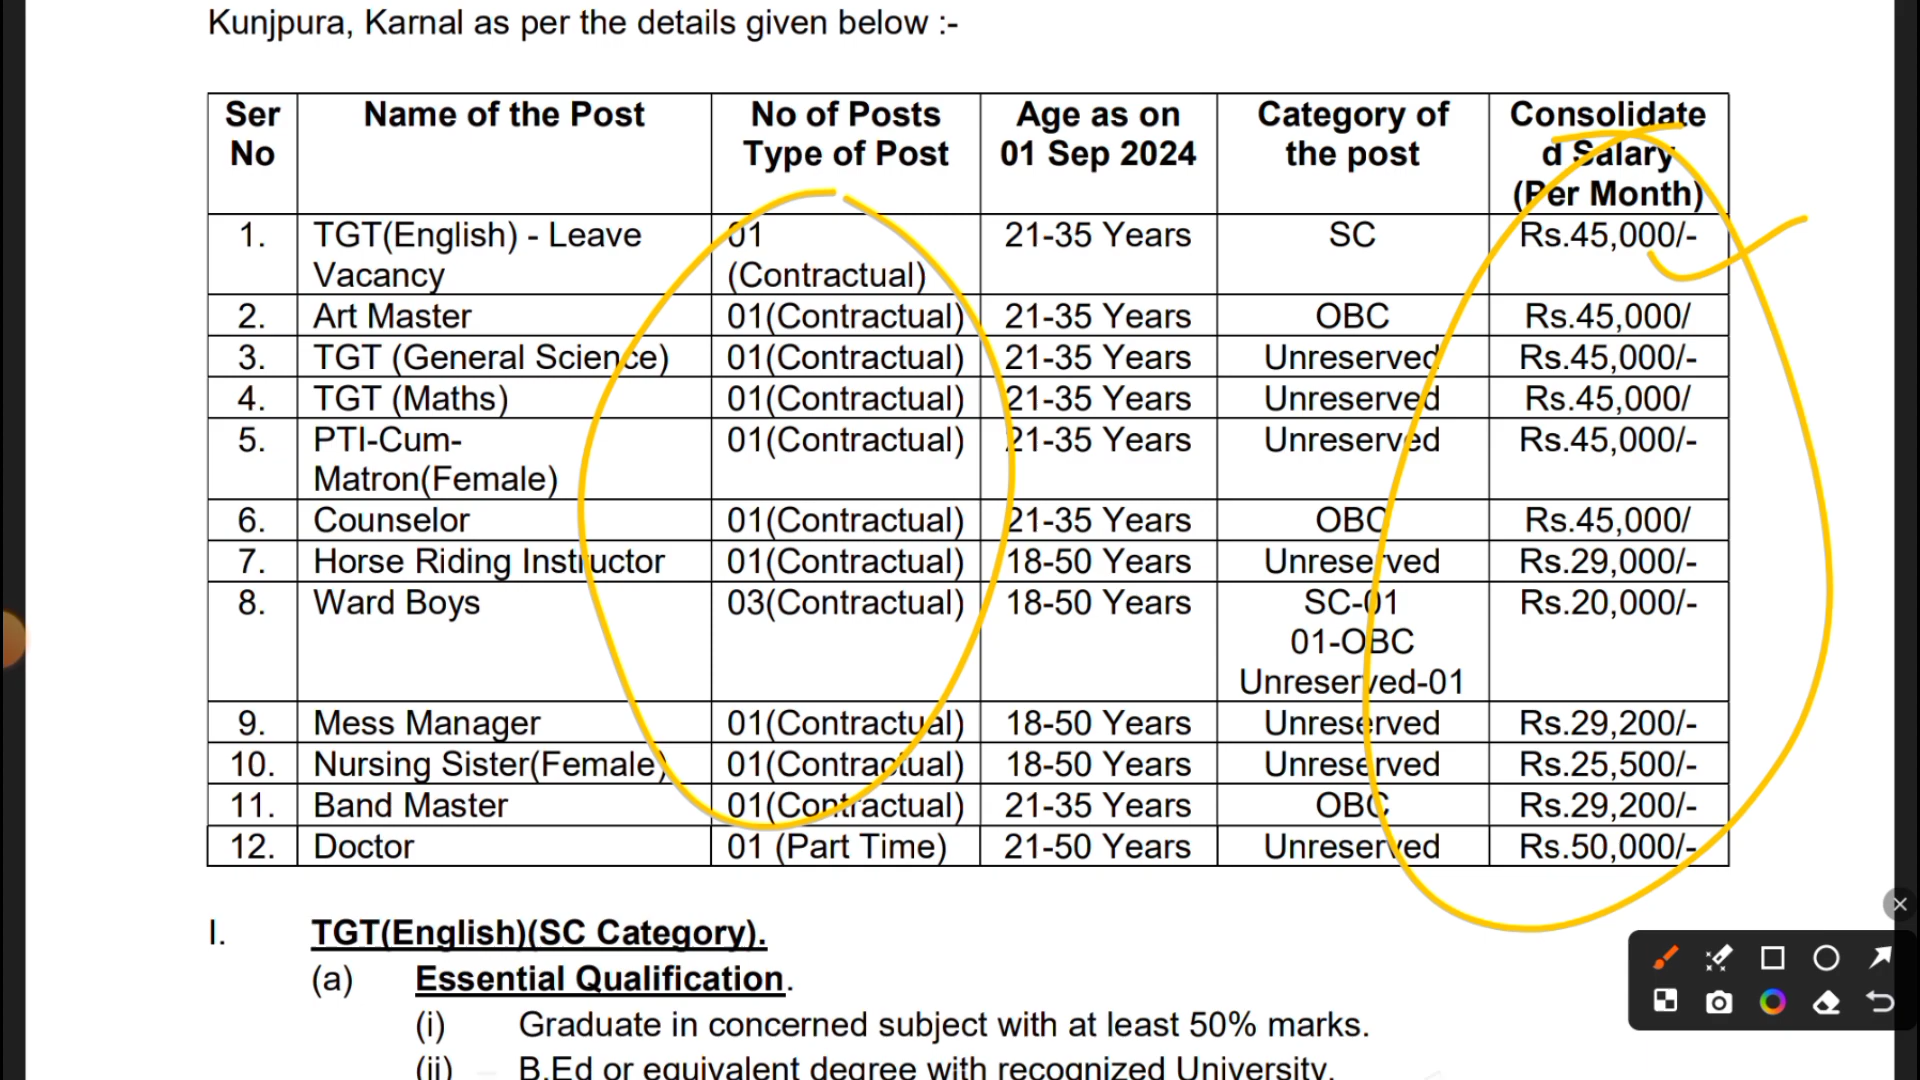 Kunjpura, Karnal as per the details given below :-
Ser No | Name of the Post | No of Posts Type of Post | Age as on 01 Sep 2024 | Category of the post | Consolidate d Salary (Per Month)
1. | TGT(English) - Leave Vacancy | 01 (Contractual) | 21-35 Years | SC | Rs.45,000/-
2. | Art Master | 01(Contractual) | 21-35 Years | OBC | Rs.45,000/
3. | TGT (General Science) | 01(Contractual) | 21-35 Years | Unreserved | Rs.45,000/-
4. | TGT (Maths) | 01(Contractual) | 21-35 Years | Unreserved | Rs.45,000/
5. | PTI-Cum- Matron(Female) | 01(Contractual) | 21-35 Years | Unreserved | Rs.45,000/-
6. | Counselor | 01(Contractual) | 21-35 Years | OBC | Rs.45,000/
7. | Horse Riding Instructor | 01(Contractual) | 18-50 Years | Unreserved | Rs.29,000/-
8. | Ward Boys | 03(Contractual) | 18-50 Years | SC-01 01-OBC Unreserved-01 | Rs.20,000/-
9. | Mess Manager | 01(Contractual) | 18-50 Years | Unreserved | Rs.29,200/-
10. | Nursing Sister(Female) | 01(Contractual) | 18-50 Years | Unreserved | Rs.25,500/-
11. | Band Master | 01(Contractual) | 21-35 Years | OBC | Rs.29,200/-
12. | Doctor | 01 (Part Time) | 21-50 Years | Unreserved | Rs.50,000/-
I. TGT(English)(SC Category).
(a) Essential Qualification.
(i) Graduate in concerned subject with at least 50% marks.
(ii) B.Ed or equivalent degree with recognized University.